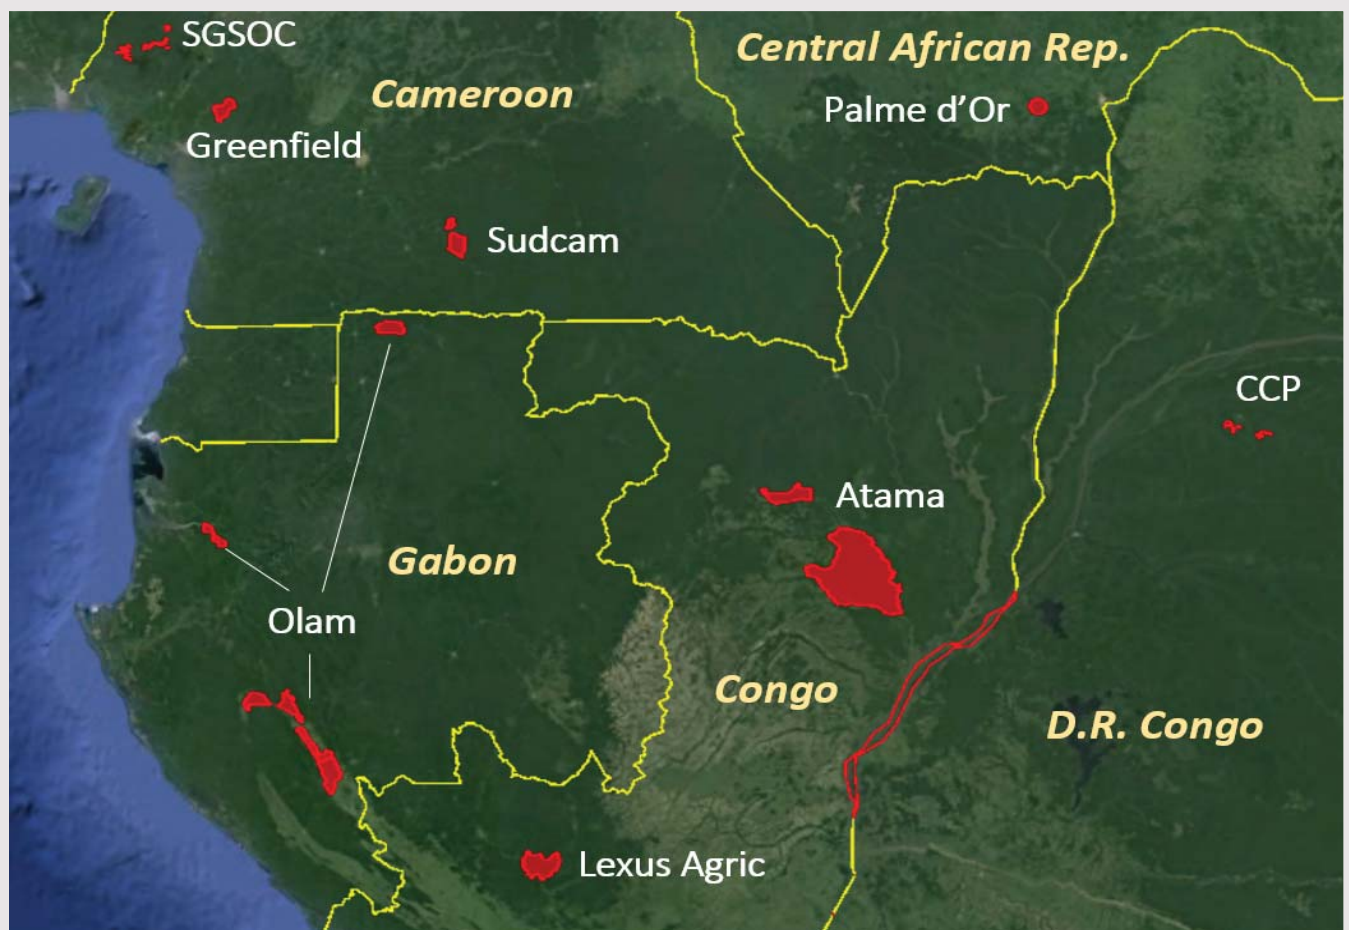 SGSOC
Central African Rep.
Cameroon
Palme d'Or
Greenfield
Sudcam
CCP
Atama
Gabon
Olam
Congo
D.R. Congo
Lexus Agric